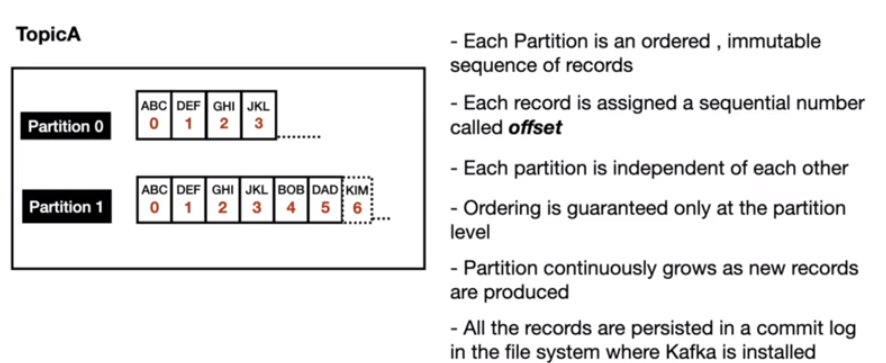 TopicA
Partition 0
ABC DEF GHI JKL
0 1 2 3
Partition 1
ABC DEF GHI JKL BOB DAD KIM
0 1 2 3 4 5 6
- Each Partition is an ordered , immutable
sequence of records
- Each record is assigned a sequential number
called offset
- Each partition is independent of each other
- Ordering is guaranteed only at the partition
level
- Partition continuously grows as new records
are produced
- All the records are persisted in a commit log
in the file system where Kafka is installed